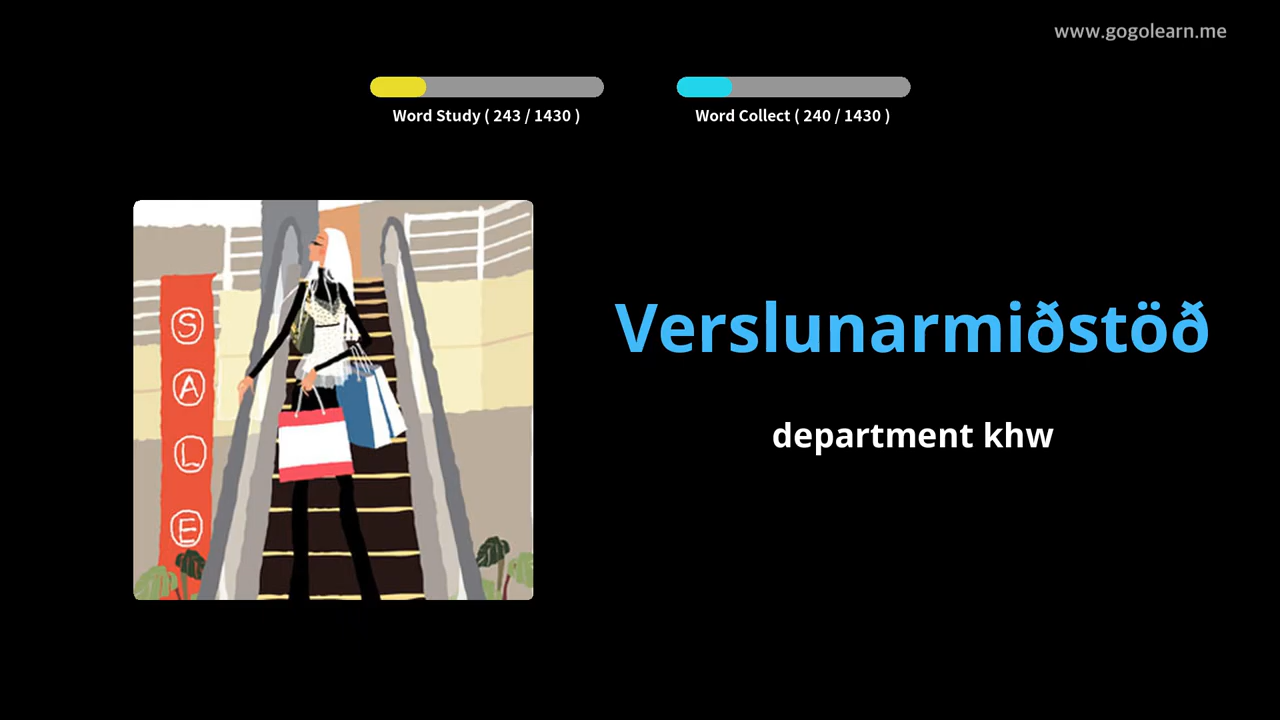 www.gogolearn.me
Word Study ( 243 / 1430 )
Word Collect ( 240 / 1430 )
S
A
L
E
Verslunarmiðstöð
department khw